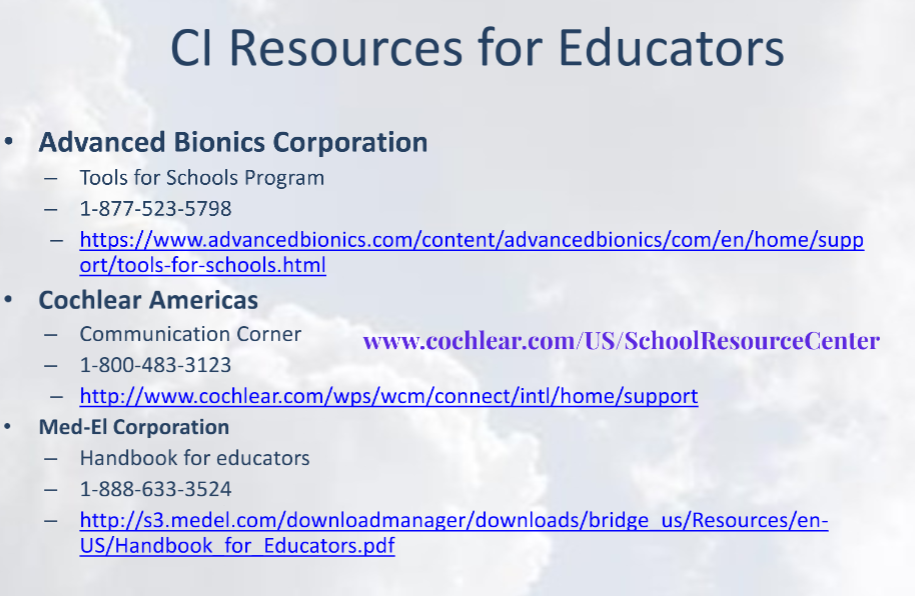 CI Resources for Educators
• Advanced Bionics Corporation
– Tools for Schools Program
– 1-877-523-5798
– https://www.advancedbionics.com/content/advancedbionics/com/en/home/supp
ort/tools-for-schools.html
• Cochlear Americas
– Communication Corner
www.cochlear.com/US/SchoolResourceCenter
– 1-800-483-3123
– http://www.cochlear.com/wps/wcm/connect/intl/home/support
• Med-El Corporation
– Handbook for educators
– 1-888-633-3524
– http://s3.medel.com/downloadmanager/downloads/bridge_us/Resources/en-
US/Handbook_for_Educators.pdf